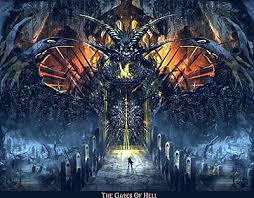 THE GATES OF HELL